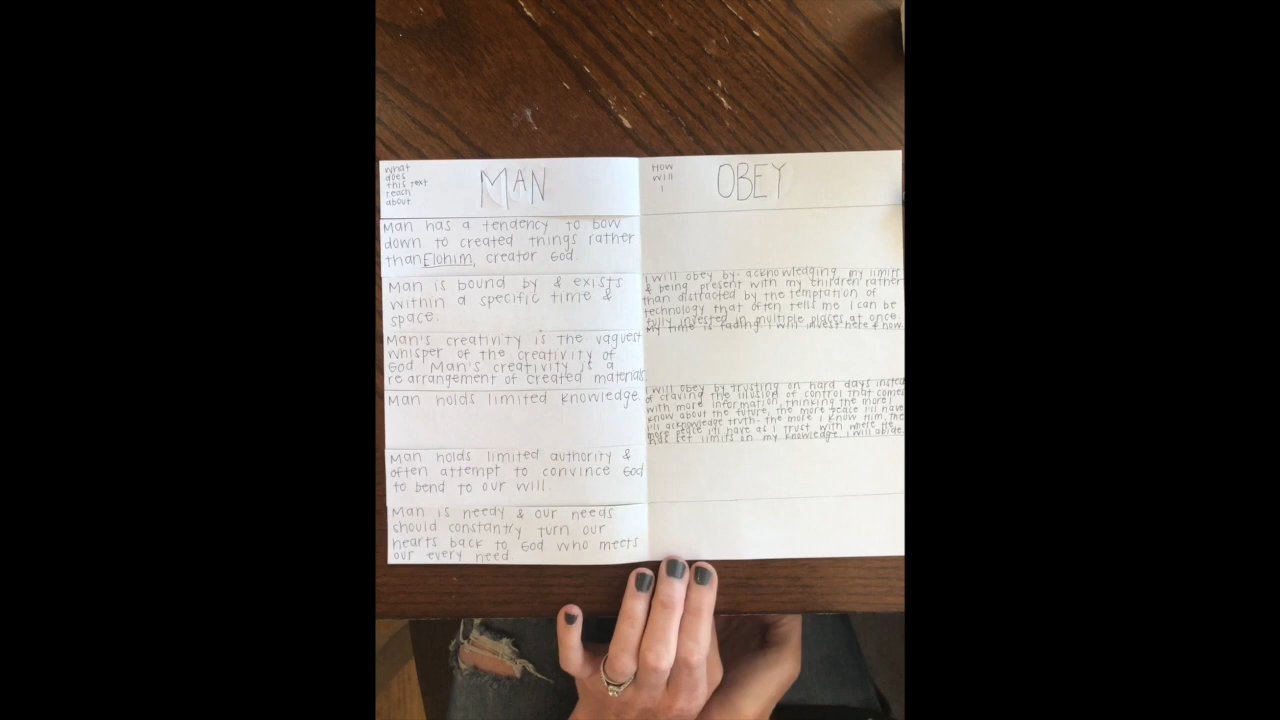 what
does
this text
teach
about
MAN
Man has a tendency to bow
down to created things rather
than Elohim, creator God.
Man is bound by & exists
within a specific time &
space.
Man's creativity is the vaguest
whisper of the creativity of
God Man's creativity is a
rearrangement of created materials.
Man holds limited knowledge.
Man holds limited authority &
often attempt to convince God
to bend to our will.
Man is needy & our needs
should constantly turn our
hearts back to God who meets
our every need.
How
will
I
OBEY
I will obey by acknowledging my limits
& being present with my children rather
than distracted by the temptation of
technology that often tells me I can be
fully invested in multiple places at once.
My time is fading. I will invest here & now.
I will obey by trusting on hard days instead
of craving the illusion of control that comes
with more information, thinking the more I
know about the future, the more peace I'll have
I'll acknowledge truth- the more I know Him, the
more peace I'll have as I trust with where He
has set limits on my knowledge. I will abide.